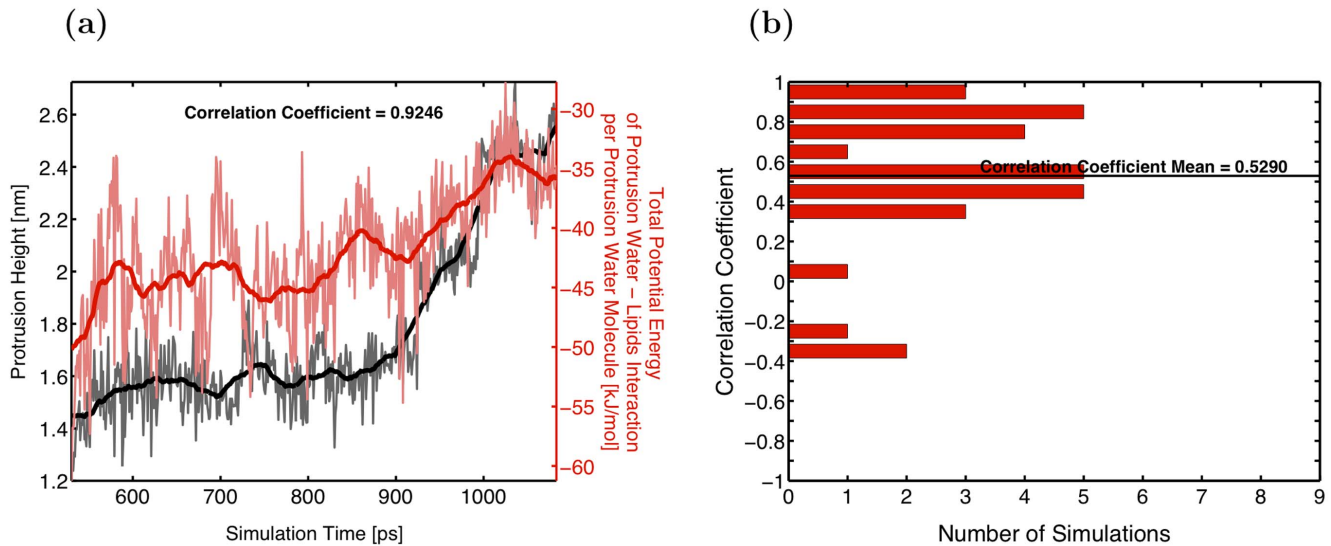 (a)
Correlation Coefficient = 0.9246
2.6
2.4
2.2
2
1.8
1.6
1.4
1.2
Protrusion Height [nm]
600 700 800 900 1000
Simulation Time [ps]
−30
−35
−40
−45
−50
−55
−60
Total Potential Energy
of Protrusion Water – Lipids Interaction
per Protrusion Water Molecule [kJ/mol]
(b)
1
0.8
0.6
0.4
0.2
0
−0.2
−0.4
−0.6
−0.8
−1
Correlation Coefficient
Correlation Coefficient Mean = 0.5290
0 1 2 3 4 5 6 7 8 9
Number of Simulations